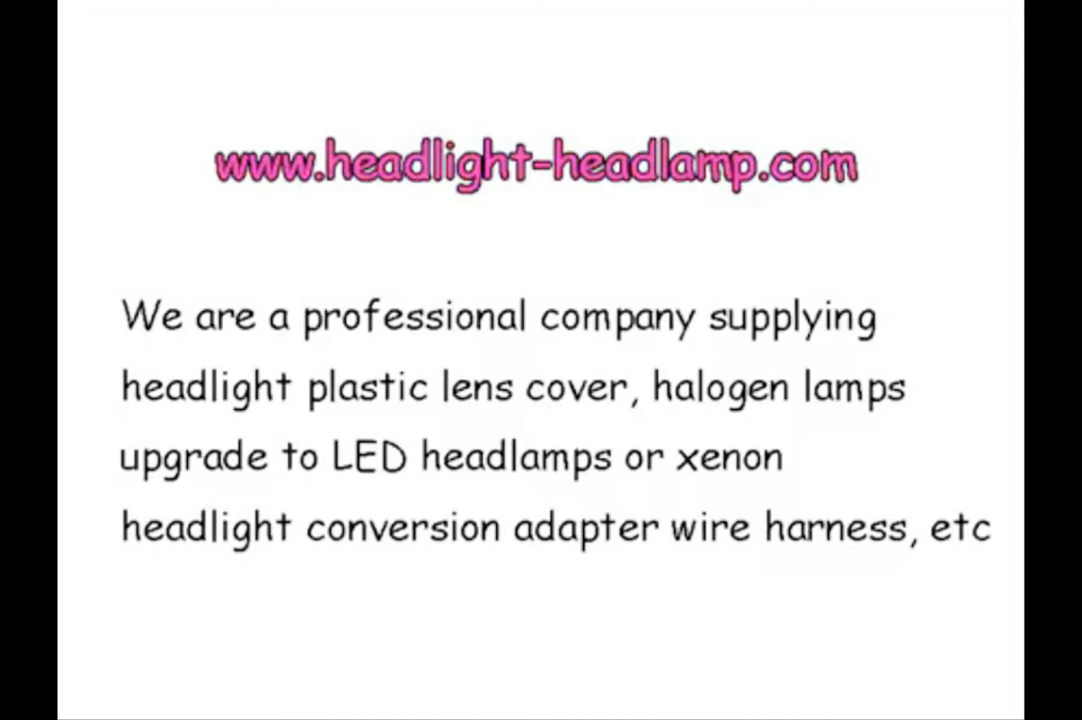 www.headlight-headlamp.com
We are a professional company supplying
headlight plastic lens cover, halogen lamps
upgrade to LED headlamps or xenon
headlight conversion adapter wire harness, etc